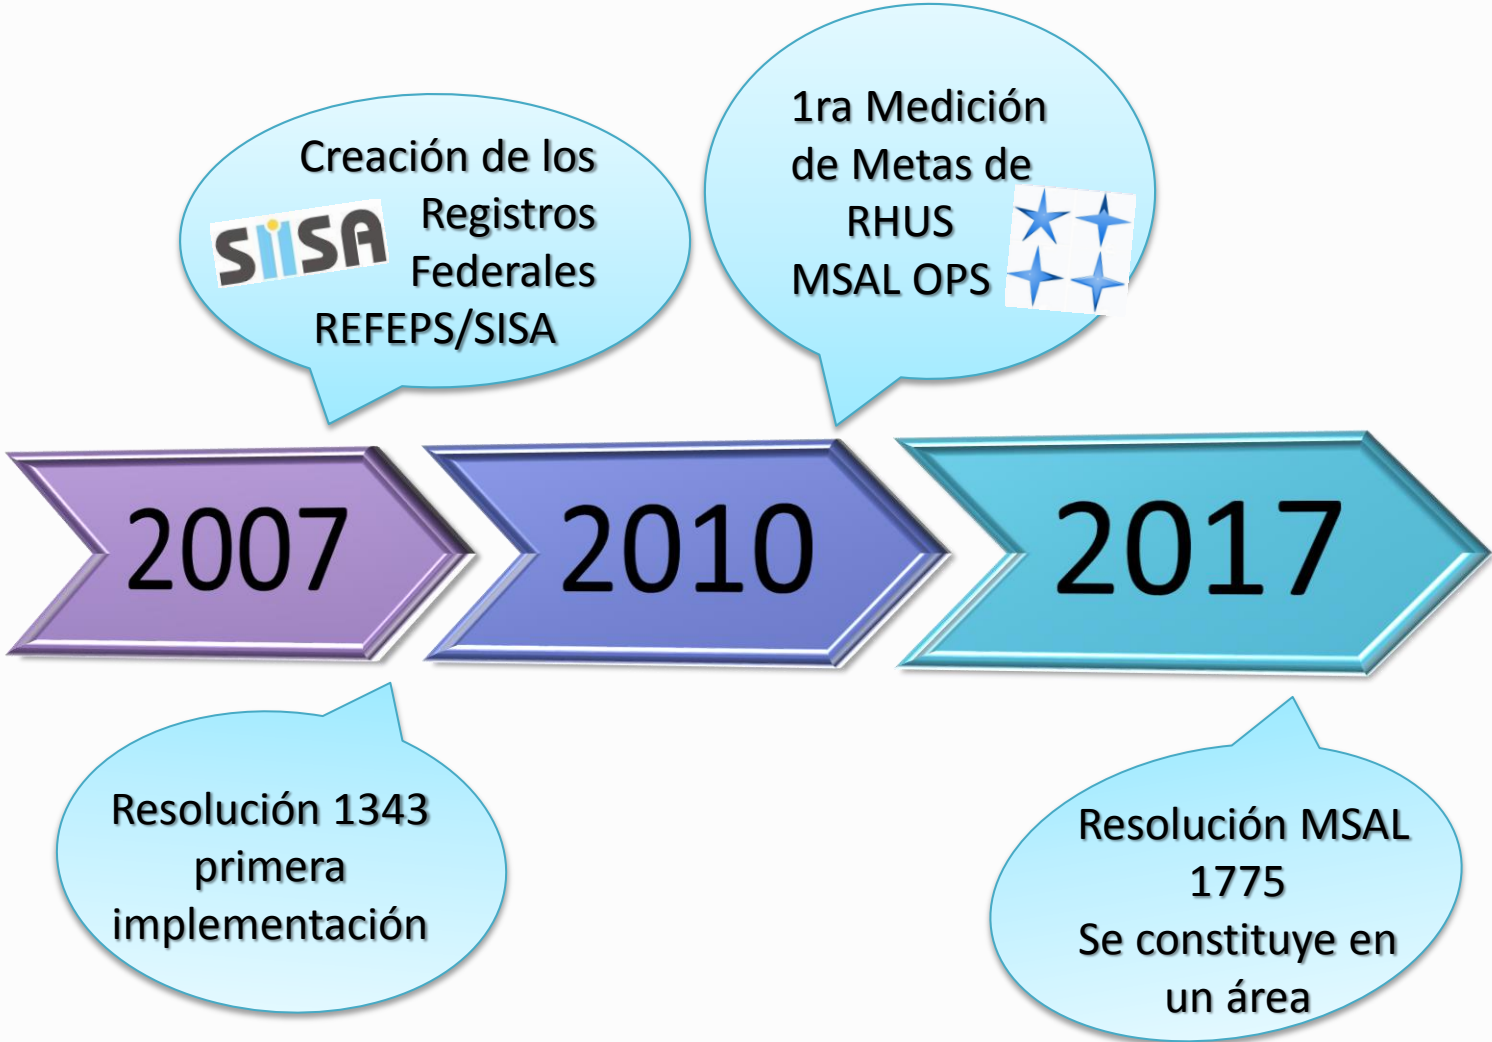 Creación de los
Registros
Federales
REFEPS/SISA
SIISA
1ra Medición
de Metas de
RHUS
MSAL OPS
2007
2010
2017
Resolución 1343
primera
implementación
Resolución MSAL
1775
Se constituye en
un área